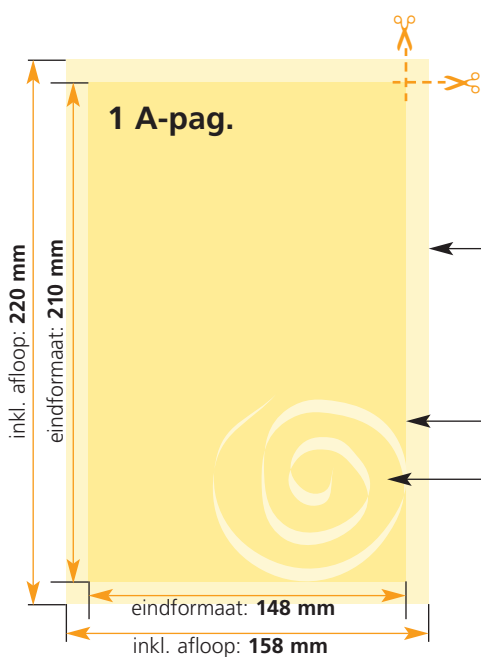 1 A-pag.
inkl. afloop: 220 mm
eindformaat: 210 mm
eindformaat: 148 mm
inkl. afloop: 158 mm